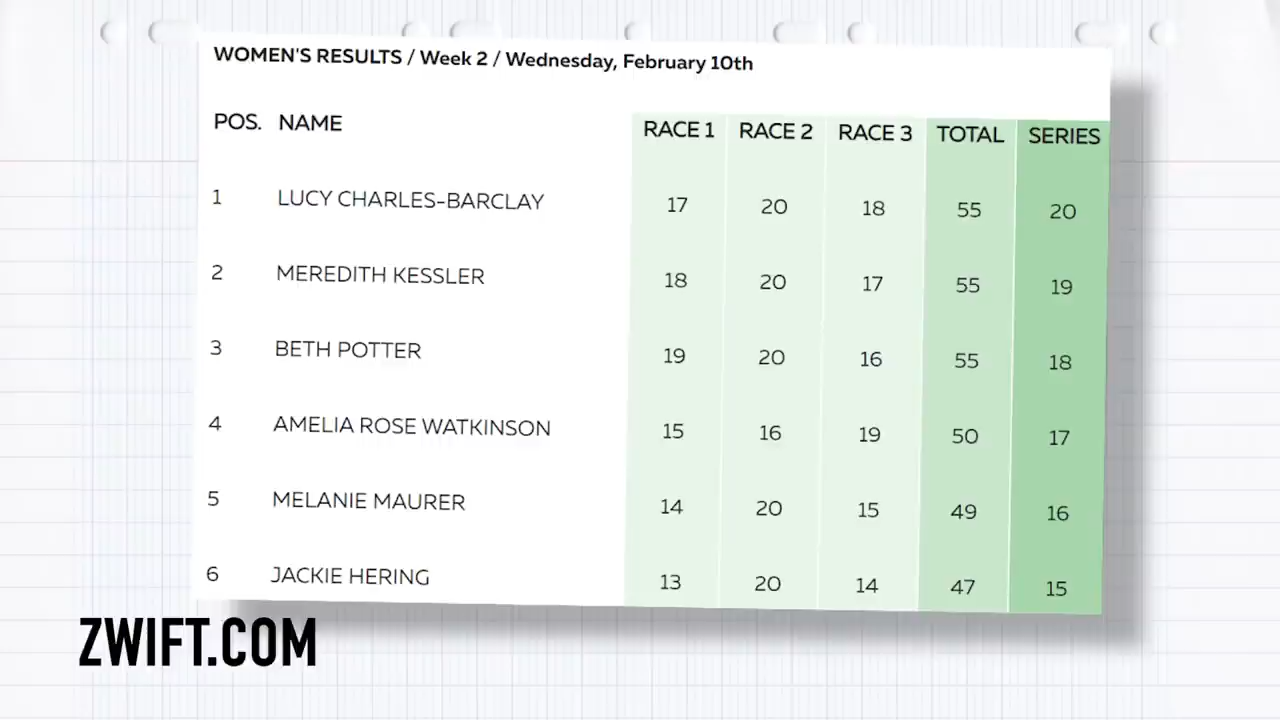 WOMEN'S RESULTS / Week 2 / Wednesday, February 10th
POS. NAME RACE 1 RACE 2 RACE 3 TOTAL SERIES
1 LUCY CHARLES-BARCLAY 17 20 18 55 20
2 MEREDITH KESSLER 18 20 17 55 19
3 BETH POTTER 19 20 16 55 18
4 AMELIA ROSE WATKINSON 15 16 19 50 17
5 MELANIE MAURER 14 20 15 49 16
6 JACKIE HERING 13 20 14 47 15
ZWIFT.COM